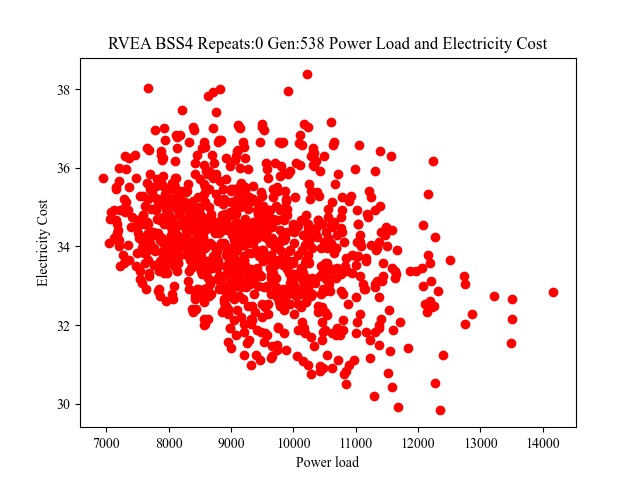 RVEA BSS4 Repeats:0 Gen:538 Power Load and Electricity Cost
Electricity Cost
38
36
34
32
30
7000 8000 9000 10000 11000 12000 13000 14000
Power load